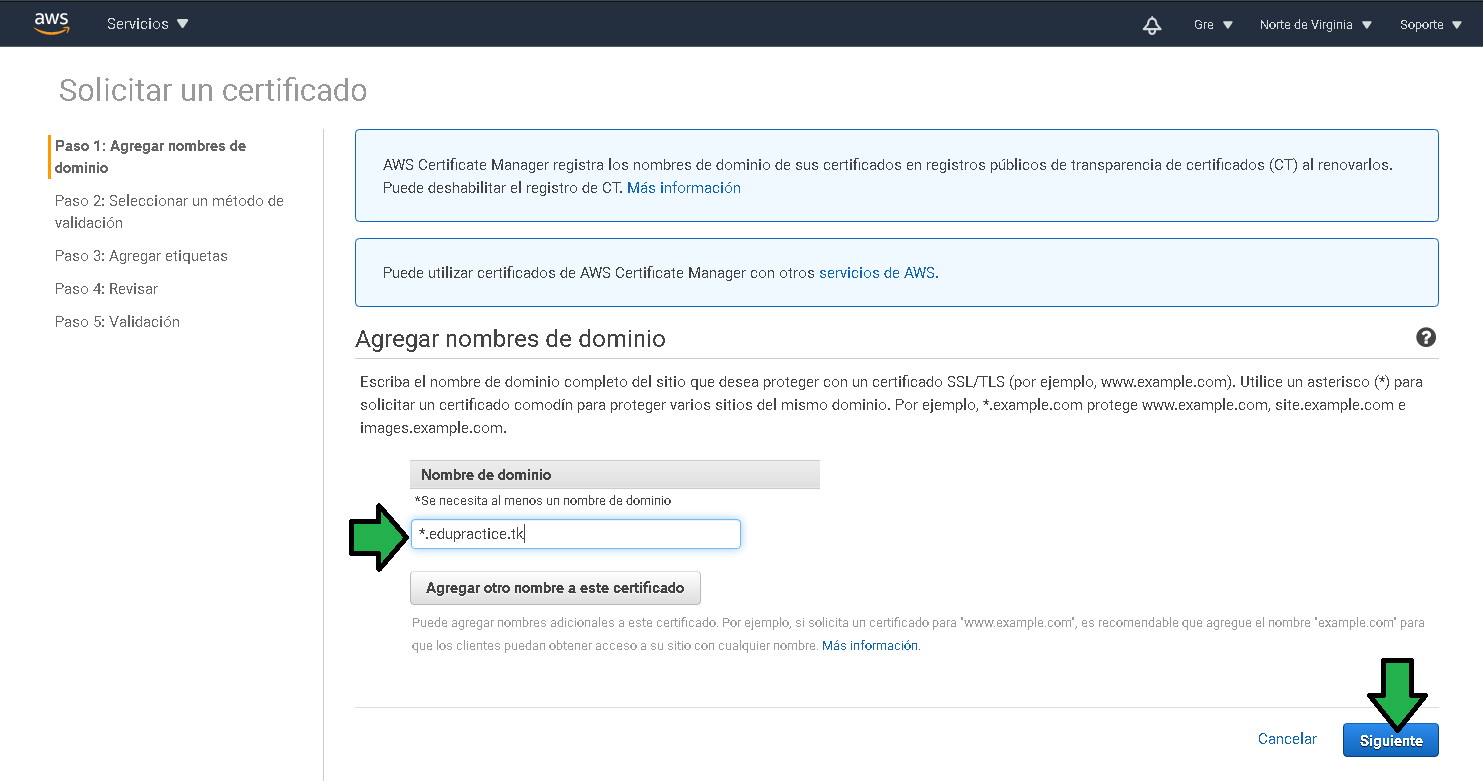 aws
Servicios
Gre
Norte de Virginia
Soporte
Solicitar un certificado
Paso 1: Agregar nombres de
dominio
Paso 2: Seleccionar un método de
validación
Paso 3: Agregar etiquetas
Paso 4: Revisar
Paso 5: Validación
AWS Certificate Manager registra los nombres de dominio de sus certificados en registros públicos de transparencia de certificados (CT) al renovarlos.
Puede deshabilitar el registro de CT. Más información
Puede utilizar certificados de AWS Certificate Manager con otros servicios de AWS.
Agregar nombres de dominio
?
Escriba el nombre de dominio completo del sitio que desea proteger con un certificado SSL/TLS (por ejemplo, www.example.com). Utilice un asterisco (*) para
solicitar un certificado comodín para proteger varios sitios del mismo dominio. Por ejemplo, *.example.com protege www.example.com, site.example.com e
images.example.com.
Nombre de dominio
*Se necesita al menos un nombre de dominio
*.edupractice.tk
Agregar otro nombre a este certificado
Puede agregar nombres adicionales a este certificado. Por ejemplo, si solicita un certificado para "www.example.com", es recomendable que agregue el nombre "example.com" para
que los clientes puedan obtener acceso a su sitio con cualquier nombre. Más información.
Cancelar
Siguiente